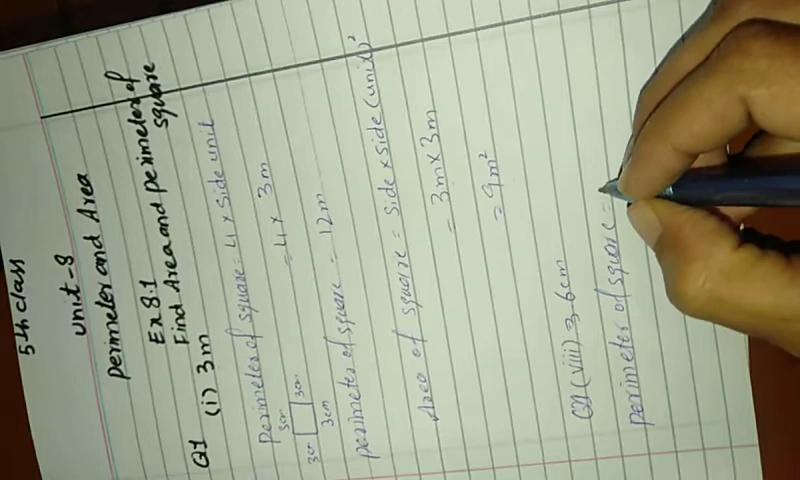 5th class
Unit-8
Perimeter and Area
Ex 8.1
Find Area and perimeter of
square
Q1 (i) 3m
Perimeter of square = 4 x side unit
= 4 x 3m
3cm 3cm
3cm 3cm
perimeter of square = 12m
Area of square = side x side (unit)²
= 3m x 3m
= 9m²
Q1 (viii) 3.6cm
perimeter of square =